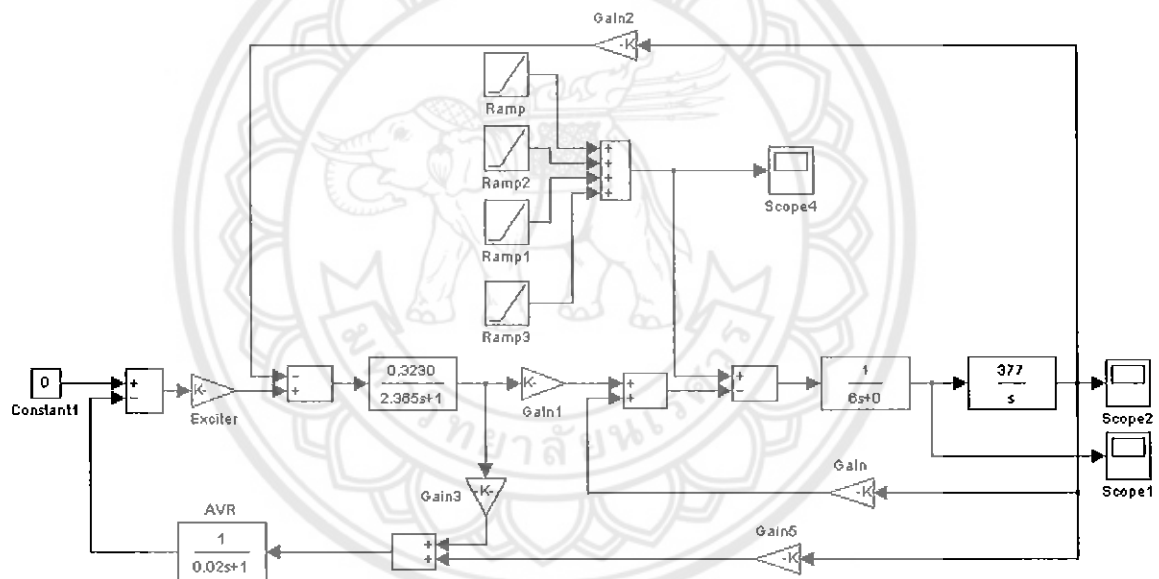 Gain2
-K
Ramp
Ramp2
Ramp1
Ramp3
+
+
+
+
Scope4
0
Constant1
+
−
K-
Exciter
−
+
0.3230
2.365s+1
K-
Gain1
+
+
+
−
1
6s+0
377
s
Scope2
Scope1
Gain3
-K-
Gain
-K
AVR
1
0.02s+1
+
+
Gain5
-K